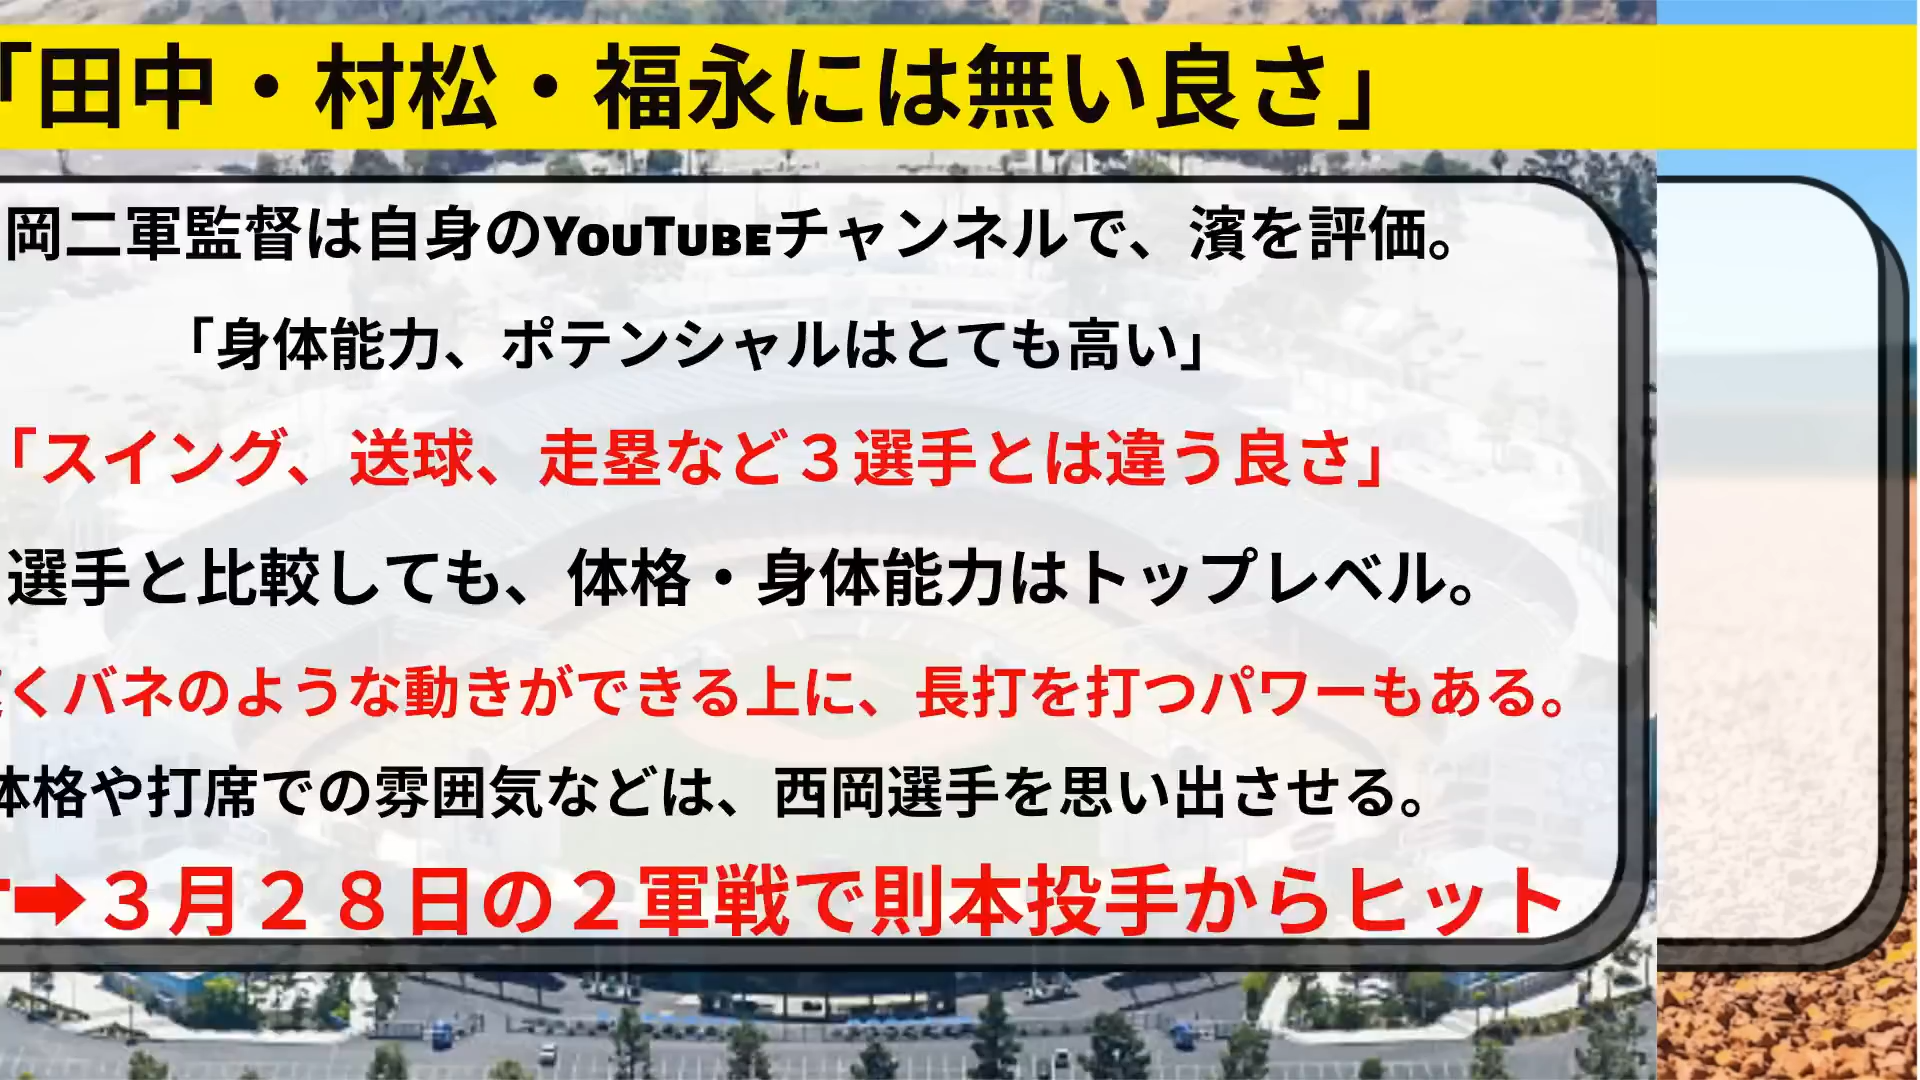 「田中・村松・福永には無い良さ」
岡二軍監督は自身のYouTubeチャンネルで、濱を評価。
「身体能力、ポテンシャルはとても高い」
「スイング、送球、走塁など３選手とは違う良さ」
選手と比較しても、体格・身体能力はトップレベル。
くバネのような動きができる上に、長打を打つパワーもある。
体格や打席での雰囲気などは、西岡選手を思い出させる。
➡３月２８日の２軍戦で則本投手からヒット